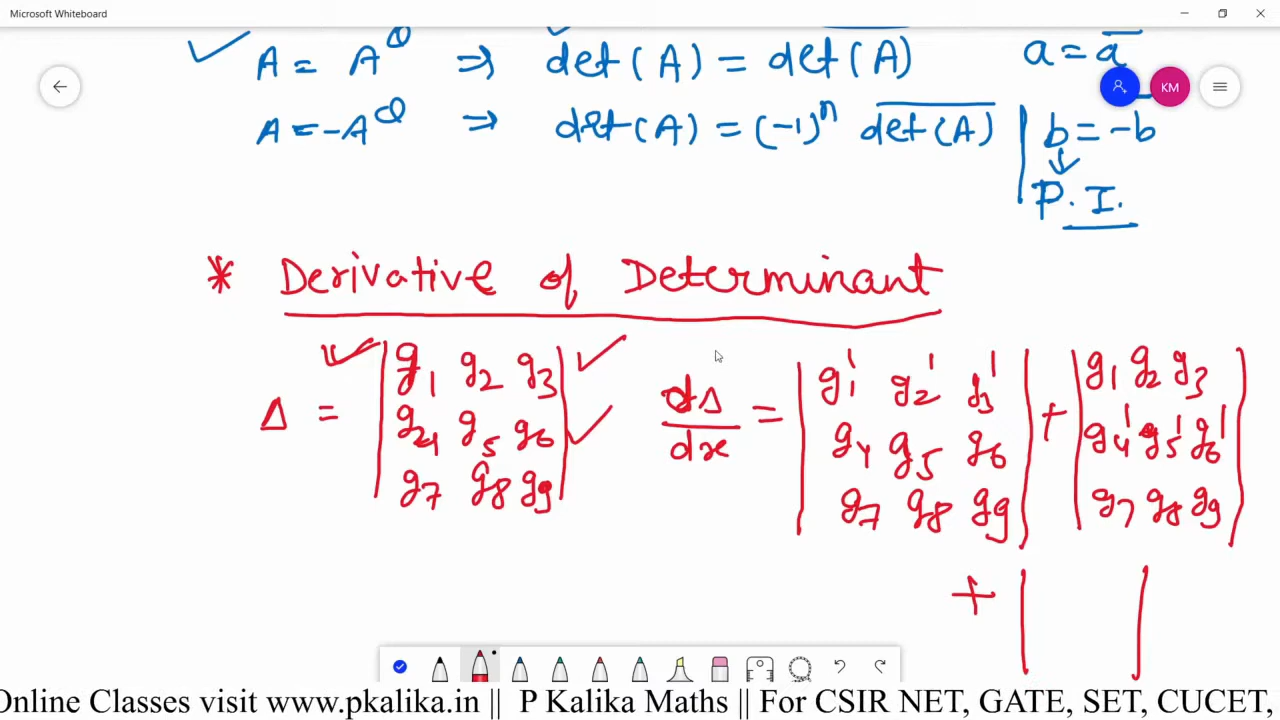 Microsoft Whiteboard
A = A^θ ⇒ det(A) = det(A) a = a̅
KM
A = -A^θ ⇒ det(A) = (-1)^n \overline{det(A)} b = -b
P.I.
* Derivative of Determinant
Δ = | g1 g2 g3 | dΔ/dx = | g1' g2' g3' | + | g1 g2 g3 |
| g4 g5 g6 | | g4 g5 g6 | | g4' g5' g6' |
| g7 g8 g9 | | g7 g8 g9 | | g7 g8 g9 |
+ | |
Online Classes visit www.pkalika.in || P Kalika Maths || For CSIR NET, GATE, SET, CUCET,